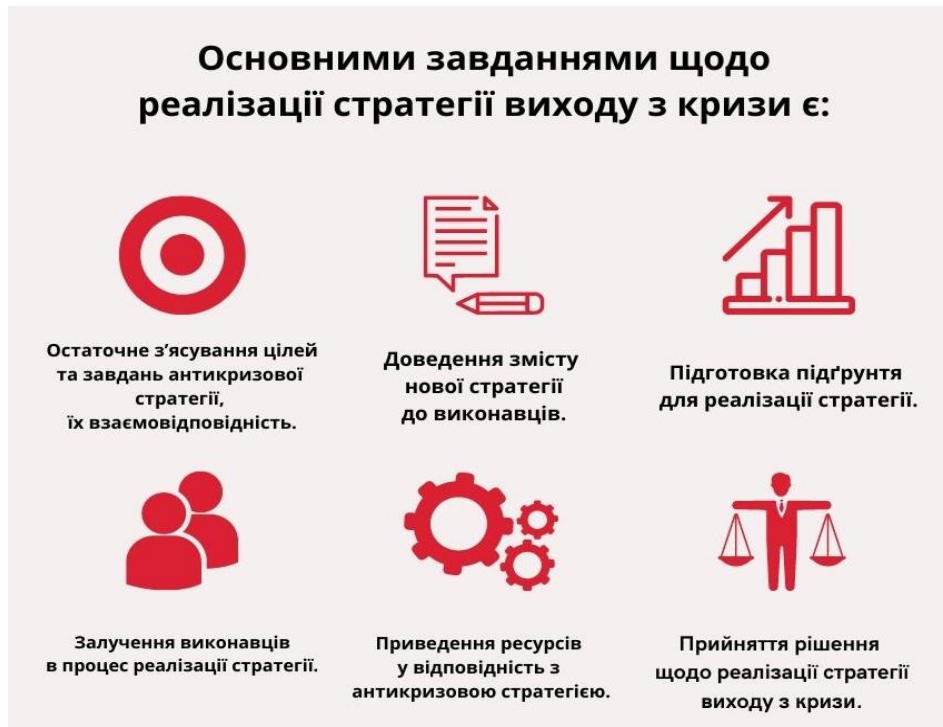 Основними завданнями щодо
реалізації стратегії виходу з кризи є:
Остаточне з’ясування цілей
та завдань антикризової
стратегії,
їх взаємовідповідність.
Доведення змісту
нової стратегії
до виконавців.
Підготовка підґрунтя
для реалізації стратегії.
Залучення виконавців
в процес реалізації стратегії.
Приведення ресурсів
у відповідність з
антикризовою стратегією.
Прийняття рішення
щодо реалізації стратегії
виходу з кризи.